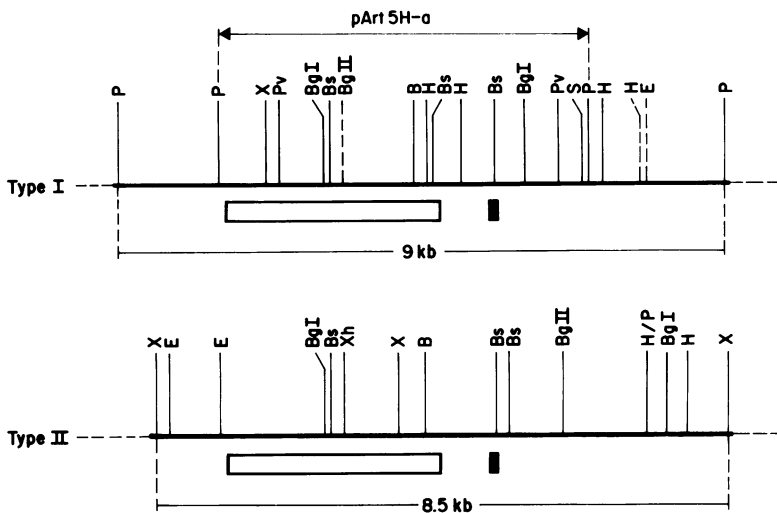 pArt 5H-a
P P X Pv BgI Bs BgII B H Bs H Bs BgI Pv S P H H E P
Type I
9 kb
X E E BgI Bs Xh X B Bs Bs BgII H/P BgI H X
Type II
8.5 kb